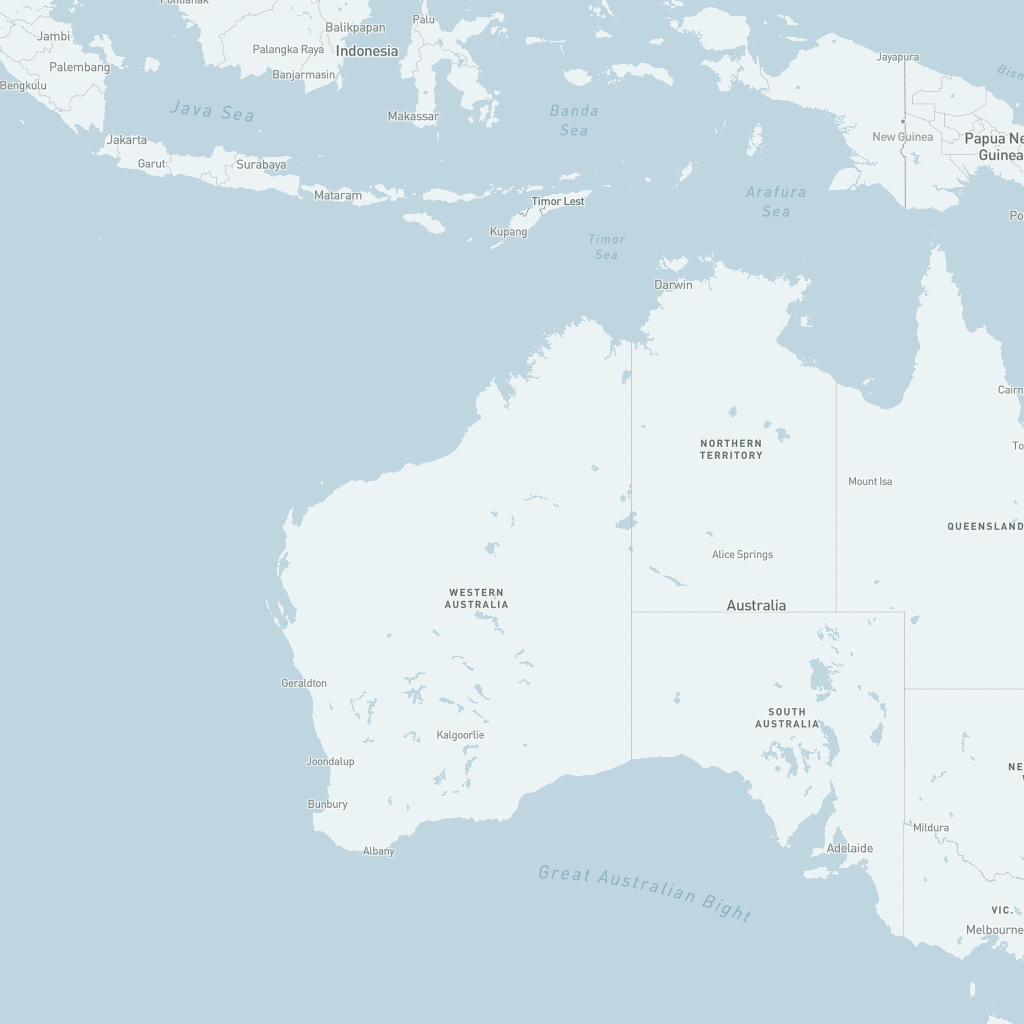 Palu
Balikpapan
Jambi
Palangka Raya
Indonesia
Jayapura
Palembang
Banjarmasin
Bengkulu
Java Sea
Makassar
Banda
Sea
New Guinea
Papua Ne
Guinea
Jakarta
Garut
Surabaya
Mataram
Timor Lest
Arafura
Sea
Kupang
Timor
Sea
Darwin
Cairn
To
NORTHERN
TERRITORY
Mount Isa
QUEENSLAND
Alice Springs
WESTERN
AUSTRALIA
Australia
Geraldton
SOUTH
AUSTRALIA
Kalgoorlie
Joondalup
NE
Bunbury
Mildura
Albany
Adelaide
Great Australian Bight
VIC.
Melbourne